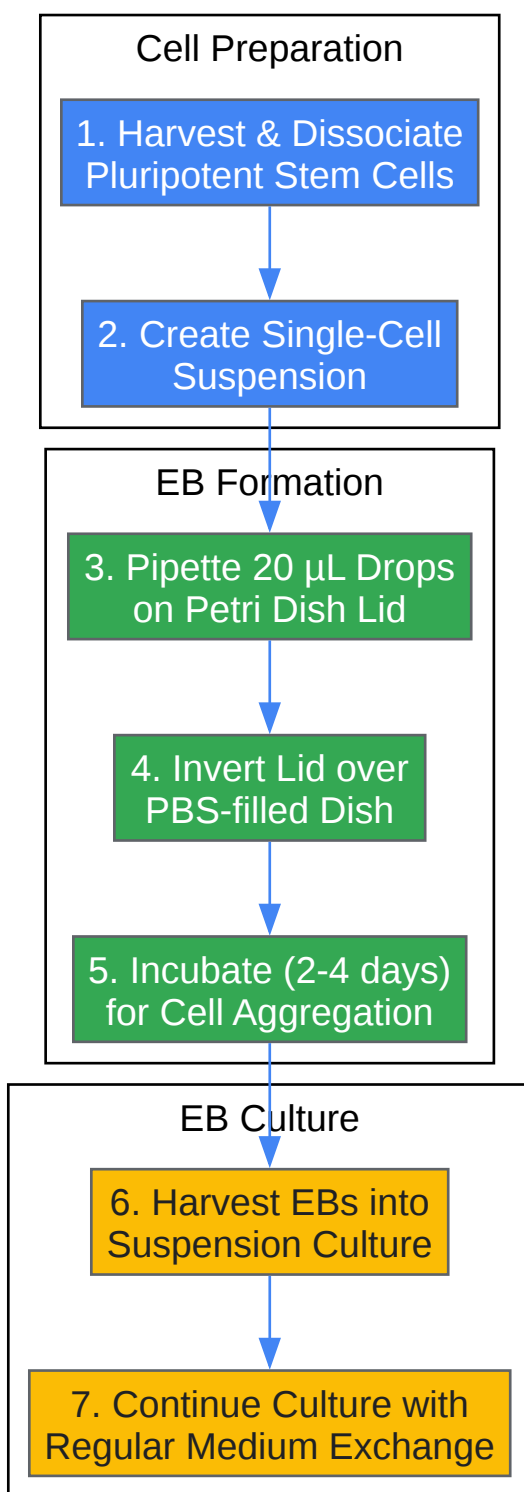 Cell Preparation
1. Harvest & Dissociate
Pluripotent Stem Cells
2. Create Single-Cell
Suspension
EB Formation
3. Pipette 20 µL Drops
on Petri Dish Lid
4. Invert Lid over
PBS-filled Dish
5. Incubate (2-4 days)
for Cell Aggregation
EB Culture
6. Harvest EBs into
Suspension Culture
7. Continue Culture with
Regular Medium Exchange